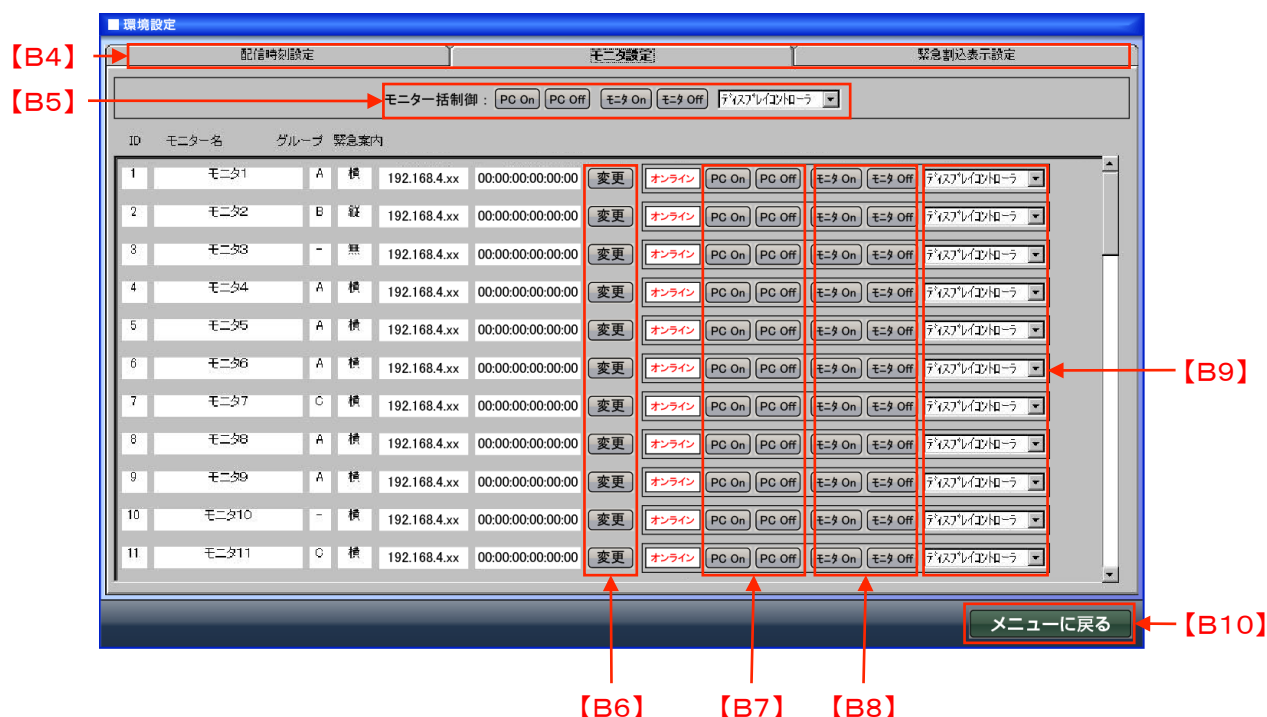 ■ 環境設定
【B4】
配信時刻設定 モニタ設定 緊急割込表示設定
【B5】
モニター括制御 : PC On PC Off モニタ On モニタ Off ディスプレイコントローラ
ID モニター名 グループ 緊急案内
1 モニタ1 A 横 192.168.4.xx 00:00:00:00:00:00 変更 オンライン PC On PC Off モニタ On モニタ Off ディスプレイコントローラ
2 モニタ2 B 縦 192.168.4.xx 00:00:00:00:00:00 変更 オンライン PC On PC Off モニタ On モニタ Off ディスプレイコントローラ
3 モニタ3 - 無 192.168.4.xx 00:00:00:00:00:00 変更 オンライン PC On PC Off モニタ On モニタ Off ディスプレイコントローラ
4 モニタ4 A 横 192.168.4.xx 00:00:00:00:00:00 変更 オンライン PC On PC Off モニタ On モニタ Off ディスプレイコントローラ
5 モニタ5 A 横 192.168.4.xx 00:00:00:00:00:00 変更 オンライン PC On PC Off モニタ On モニタ Off ディスプレイコントローラ
6 モニタ6 A 横 192.168.4.xx 00:00:00:00:00:00 変更 オンライン PC On PC Off モニタ On モニタ Off ディスプレイコントローラ
【B9】
7 モニタ7 C 横 192.168.4.xx 00:00:00:00:00:00 変更 オンライン PC On PC Off モニタ On モニタ Off ディスプレイコントローラ
8 モニタ8 A 横 192.168.4.xx 00:00:00:00:00:00 変更 オンライン PC On PC Off モニタ On モニタ Off ディスプレイコントローラ
9 モニタ9 A 横 192.168.4.xx 00:00:00:00:00:00 変更 オンライン PC On PC Off モニタ On モニタ Off ディスプレイコントローラ
10 モニタ10 - 横 192.168.4.xx 00:00:00:00:00:00 変更 オンライン PC On PC Off モニタ On モニタ Off ディスプレイコントローラ
11 モニタ11 C 横 192.168.4.xx 00:00:00:00:00:00 変更 オンライン PC On PC Off モニタ On モニタ Off ディスプレイコントローラ
メニューに戻る 【B10】
【B6】 【B7】 【B8】